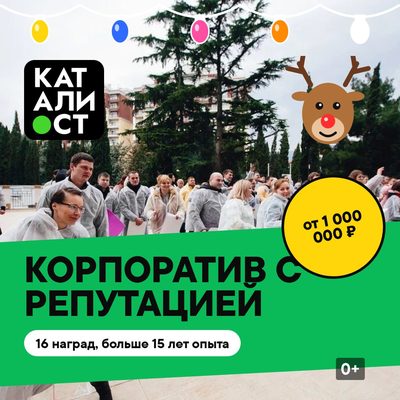 КАТ
АЛИ
ОСТ
от 1 000
000 ₽
КОРПОРАТИВ С
РЕПУТАЦИЕЙ
16 наград, больше 15 лет опыта
0+